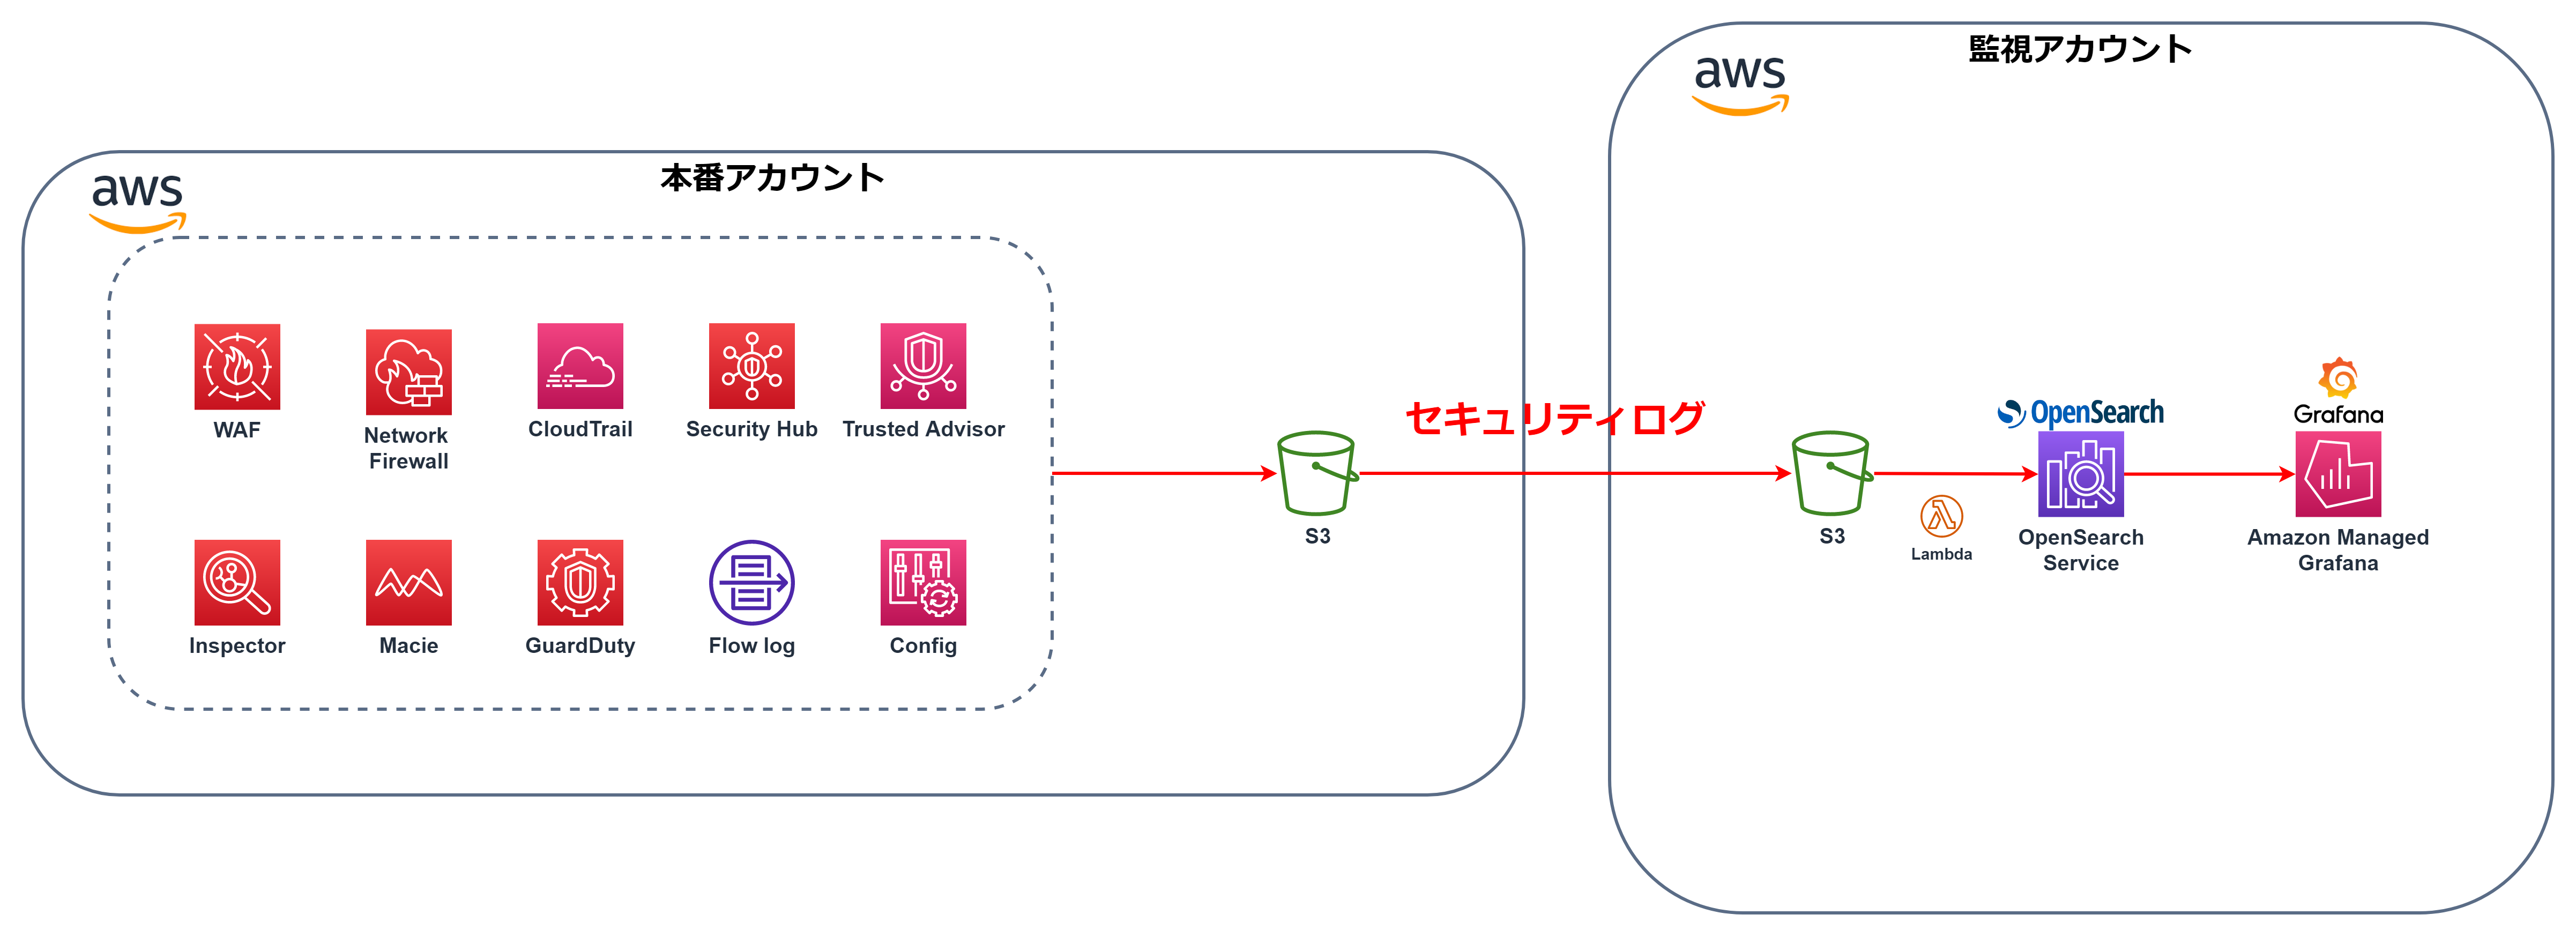 本番アカウント
aws
WAF
Network
Firewall
CloudTrail
Security Hub
Trusted Advisor
Inspector
Macie
GuardDuty
Flow log
Config
S3
セキュリティログ
監視アカウント
aws
S3
Lambda
OpenSearch
OpenSearch
Service
Grafana
Amazon Managed
Grafana